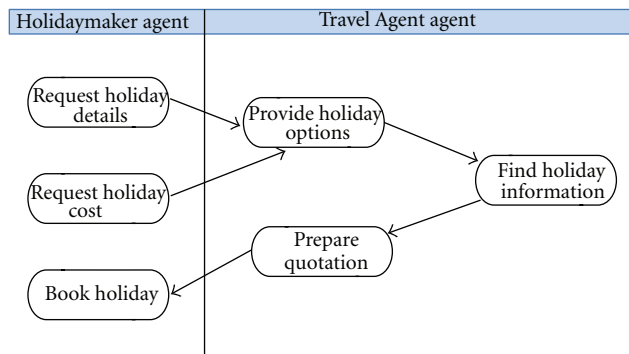 Holidaymaker agent
Travel Agent agent
Request holiday
details
Provide holiday
options
Request holiday
cost
Find holiday
information
Prepare
quotation
Book holiday